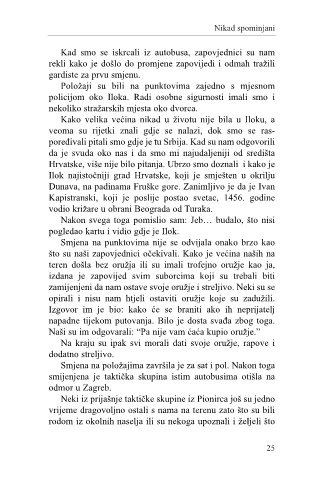 Nikad spominjani
Kad smo se iskrcali iz autobusa, zapovjednici su nam
rekli kako je došlo do promjene zapovijedi i odmah tražili
gardiste za prvu smjenu.
Položaji su bili na punktovima zajedno s mjesnom
policijom oko Iloka. Radi osobne sigurnosti imali smo i
nekoliko stražarskih mjesta oko dvorca.
Kako velika većina nikad u životu nije bila u Iloku, a
veoma su rijetki znali gdje se nalazi, dok smo se ras-
poredivali pitali smo gdje je tu Srbija. Kad su nam odgovorili
da je svuda oko nas i da smo mi najudaljeniji od središta
Hrvatske, više nije bilo pitanja. Ubrzo smo doznali i kako je
Ilok najistočniji grad Hrvatske, koji je smješten u okrilju
Dunava, na padinama Fruške gore. Zanimljivo je da je Ivan
Kapistranski, koji je poslije postao svetac, 1456. godine
vodio križare u obrani Beograda od Turaka.
Nakon svega toga pomislio sam: Jeb… budalo, što nisi
pogledao kartu i vidio gdje je Ilok.
Smjena na punktovima nije se odvijala onako brzo kao
što su naši zapovjednici očekivali. Kako je većina naših na
teren došla bez oružja ili su imali trofejno oružje kao ja,
izdana je zapovijed svim suborcima koji su trebali biti
zamijenjeni da nam ostave svoje oružje i streljivo. Neki su se
opirali i nisu nam htjeli ostaviti oružje koje su zadužili.
Izgovor im je bio: kako će se braniti ako ih neprijatelj
napadne tijekom putovanja. Bilo je dosta svađa zbog toga.
Naši su im odgovarali: “Pa nije vam ćaća kupio oružje.”
Na kraju su ipak svi morali dati svoje oružje, rapove i
dodatno streljivo.
Smjena na položajima završila je za sat i pol. Nakon toga
smijenjena je taktička skupina istim autobusima otišla na
odmor u Zagreb.
Neki iz prijašnje taktičke skupine iz Pionirca još su jedno
vrijeme dragovoljno ostali s nama na terenu zato što su bili
rodom iz okolnih naselja ili su nekoga upoznali i željeli što
25